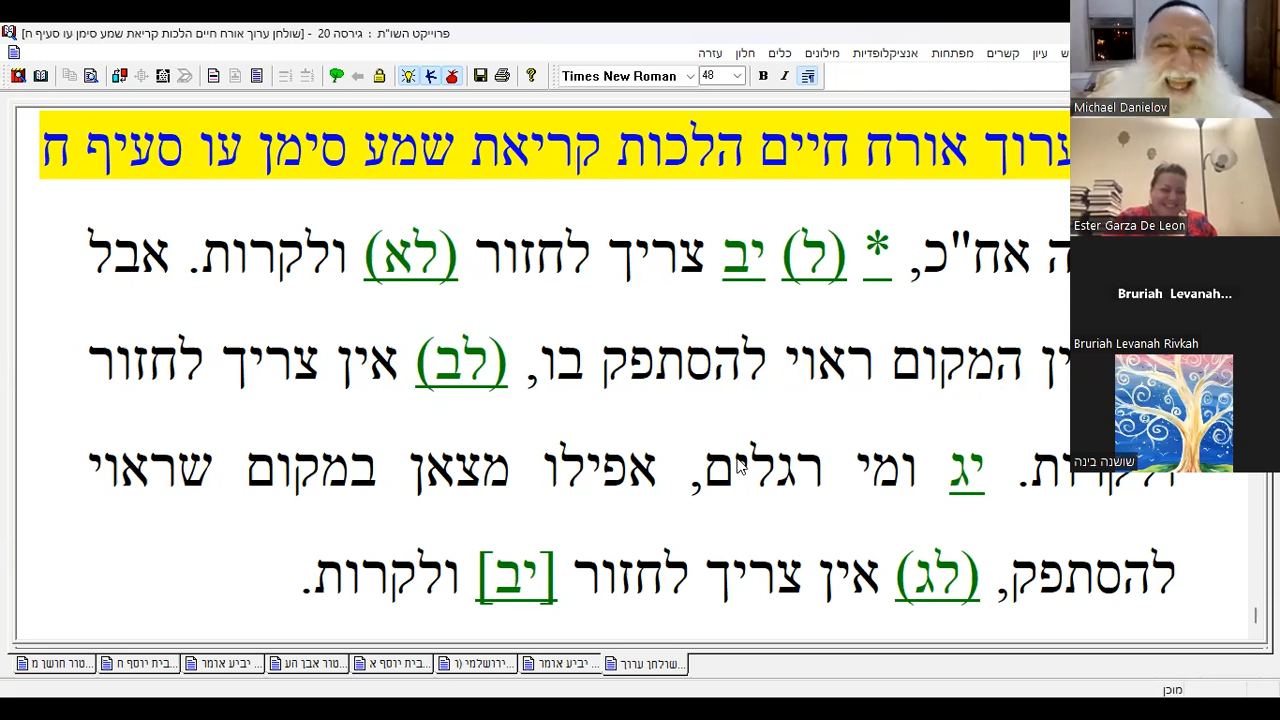 פרוייקט השו"ת : גירסה 20 - [שולחן ערוך אורח חיים הלכות קריאת שמע סימן עו סעיף ח]
עיון קשרים מפתחות אנציקלופדיות מילונים כלים חלון עזרה
Times New Roman 48 B I
ערוך אורח חיים הלכות קריאת שמע סימן עו סעיף ח
אח"כ, * (ל) יב צריך לחזור (לא) ולקרות. אבל
המקום ראוי להסתפק בו, (לב) אין צריך לחזור
ולקרות. יג ומי רגלים, אפילו מצאן במקום שראוי
להסתפק, (לג) אין צריך לחזור [יב] ולקרות.
שולחן ערוך... יביע אומר... ירושלמי (ו... בית יוסף א... טור אבן הע... יביע אומר... בית יוסף ח... טור חושן מ...
מוכן
Michael Danielov
Ester Garza De Leon
Bruriah Levanah...
Bruriah Levanah Rivkah
שושנה בינה